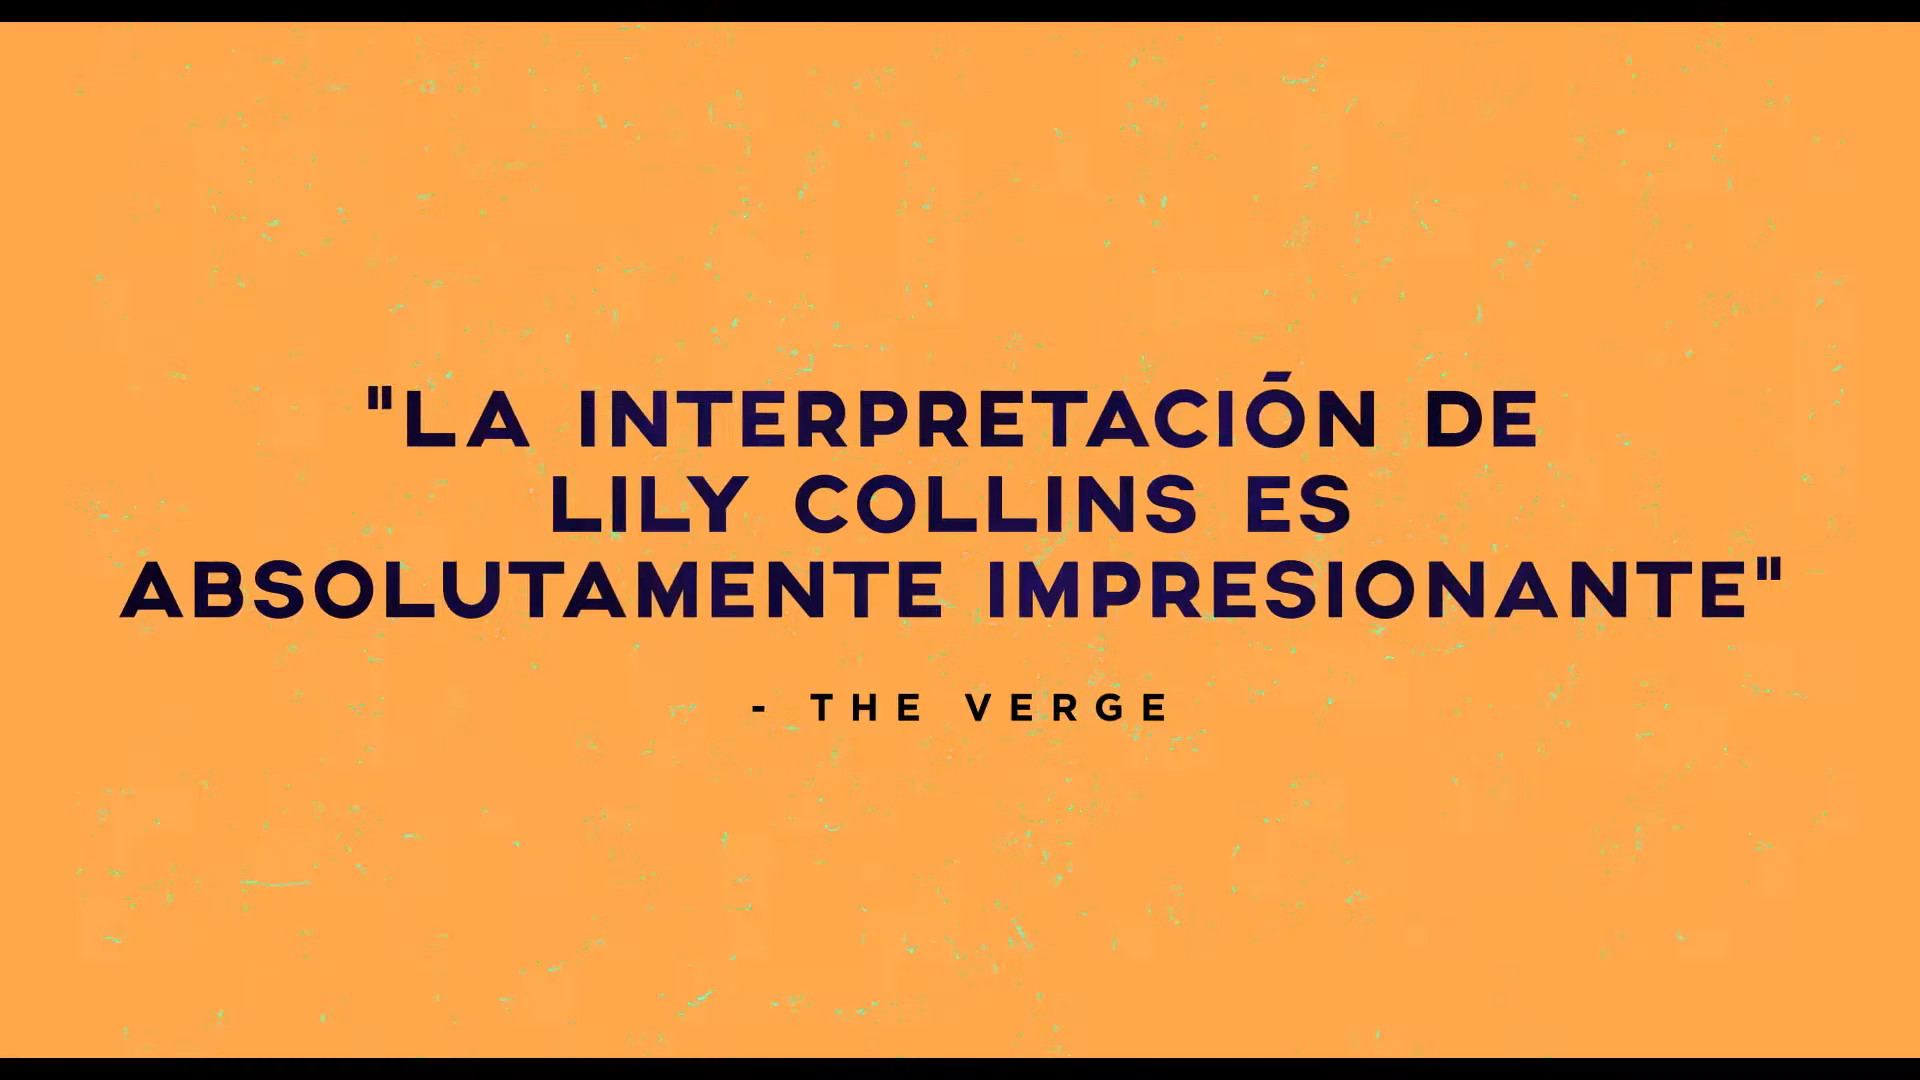 "LA INTERPRETACIÓN DE
LILY COLLINS ES
ABSOLUTAMENTE IMPRESIONANTE"
- THE VERGE